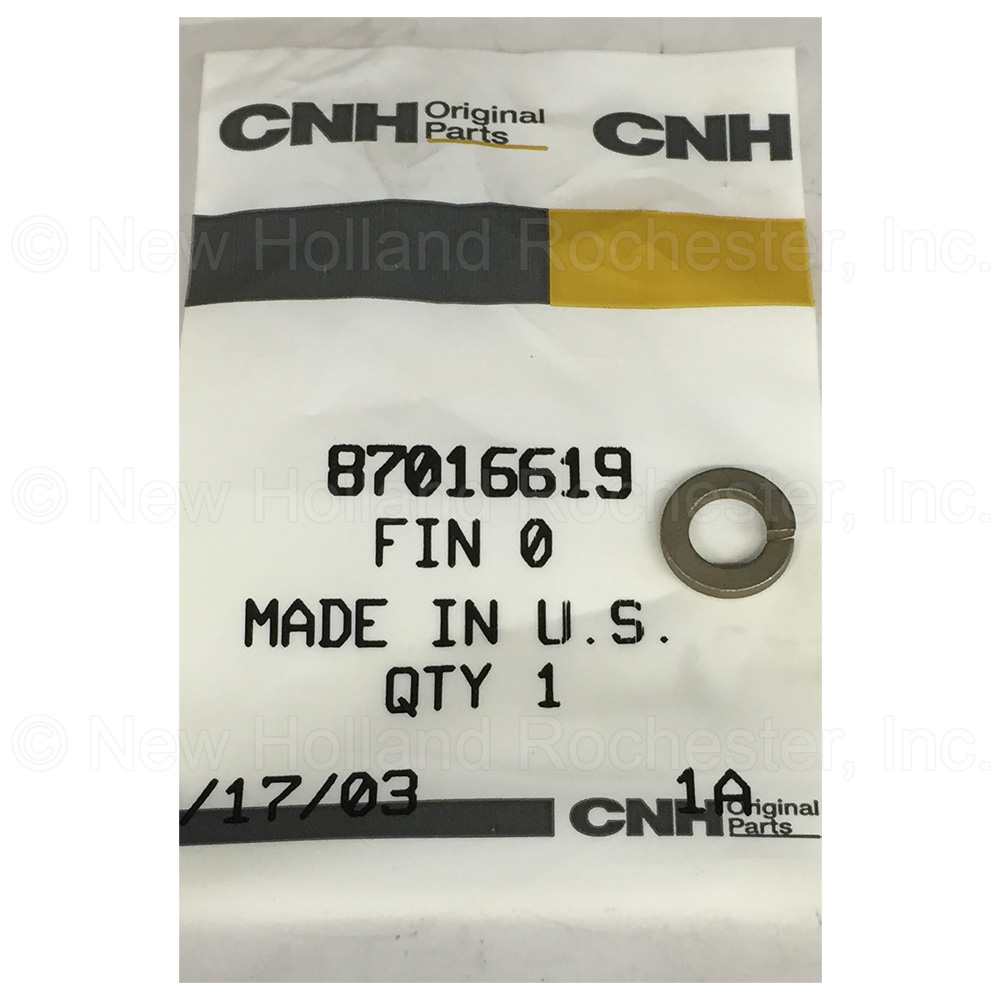 CNH Original Parts CNH
© New Holland Rochester, Inc.
87016619
© New Holland Rochester, Inc.
FIN 0
MADE IN U.S.
QTY 1
© New Holland Rochester, Inc.
/17/03 1A
CNH Original Parts